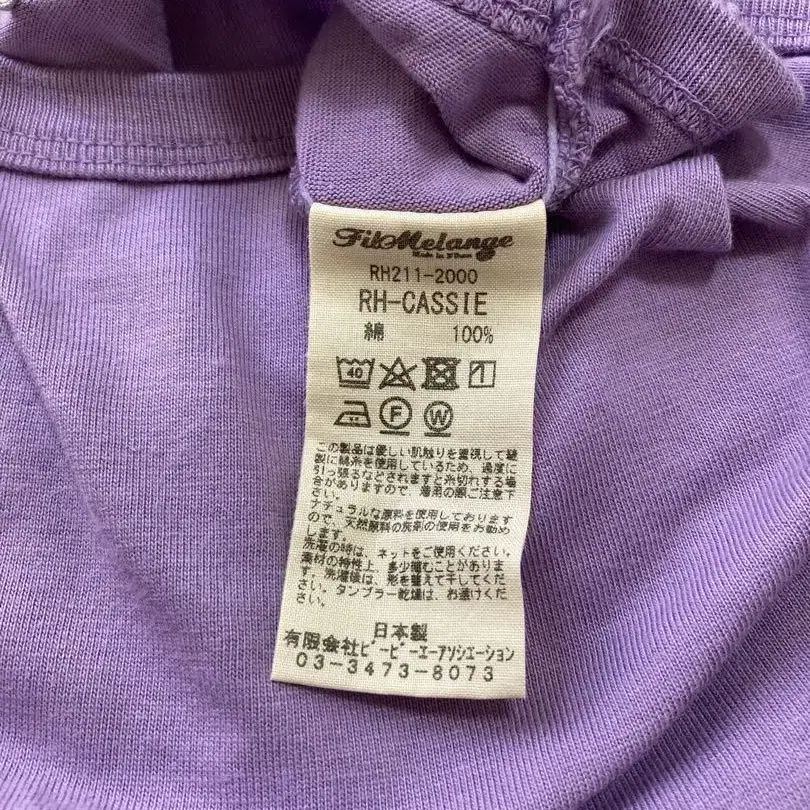 FilMelange
RH211-2000
RH-CASSIE
綿 100%
40
F
W
この製品は優しい肌触りを重視して縫
製に綿糸を使用しているため、過度に
引っ張るなどされますと糸切れする場
合がありますので、着用の際ご注意下
さい。
ナチュラルな原料を使用しております
ので、天然原料の洗剤の使用をお勧め
します。
洗濯の時は、ネットをご使用ください。
素材の特性上、多少縮むことがありま
す。洗濯後は、形を整えて干してくだ
さい。タンブラー乾燥は、お避けくだ
さい。
日本製
有限会社ピーピーエーアソシエーション
03-3473-8073